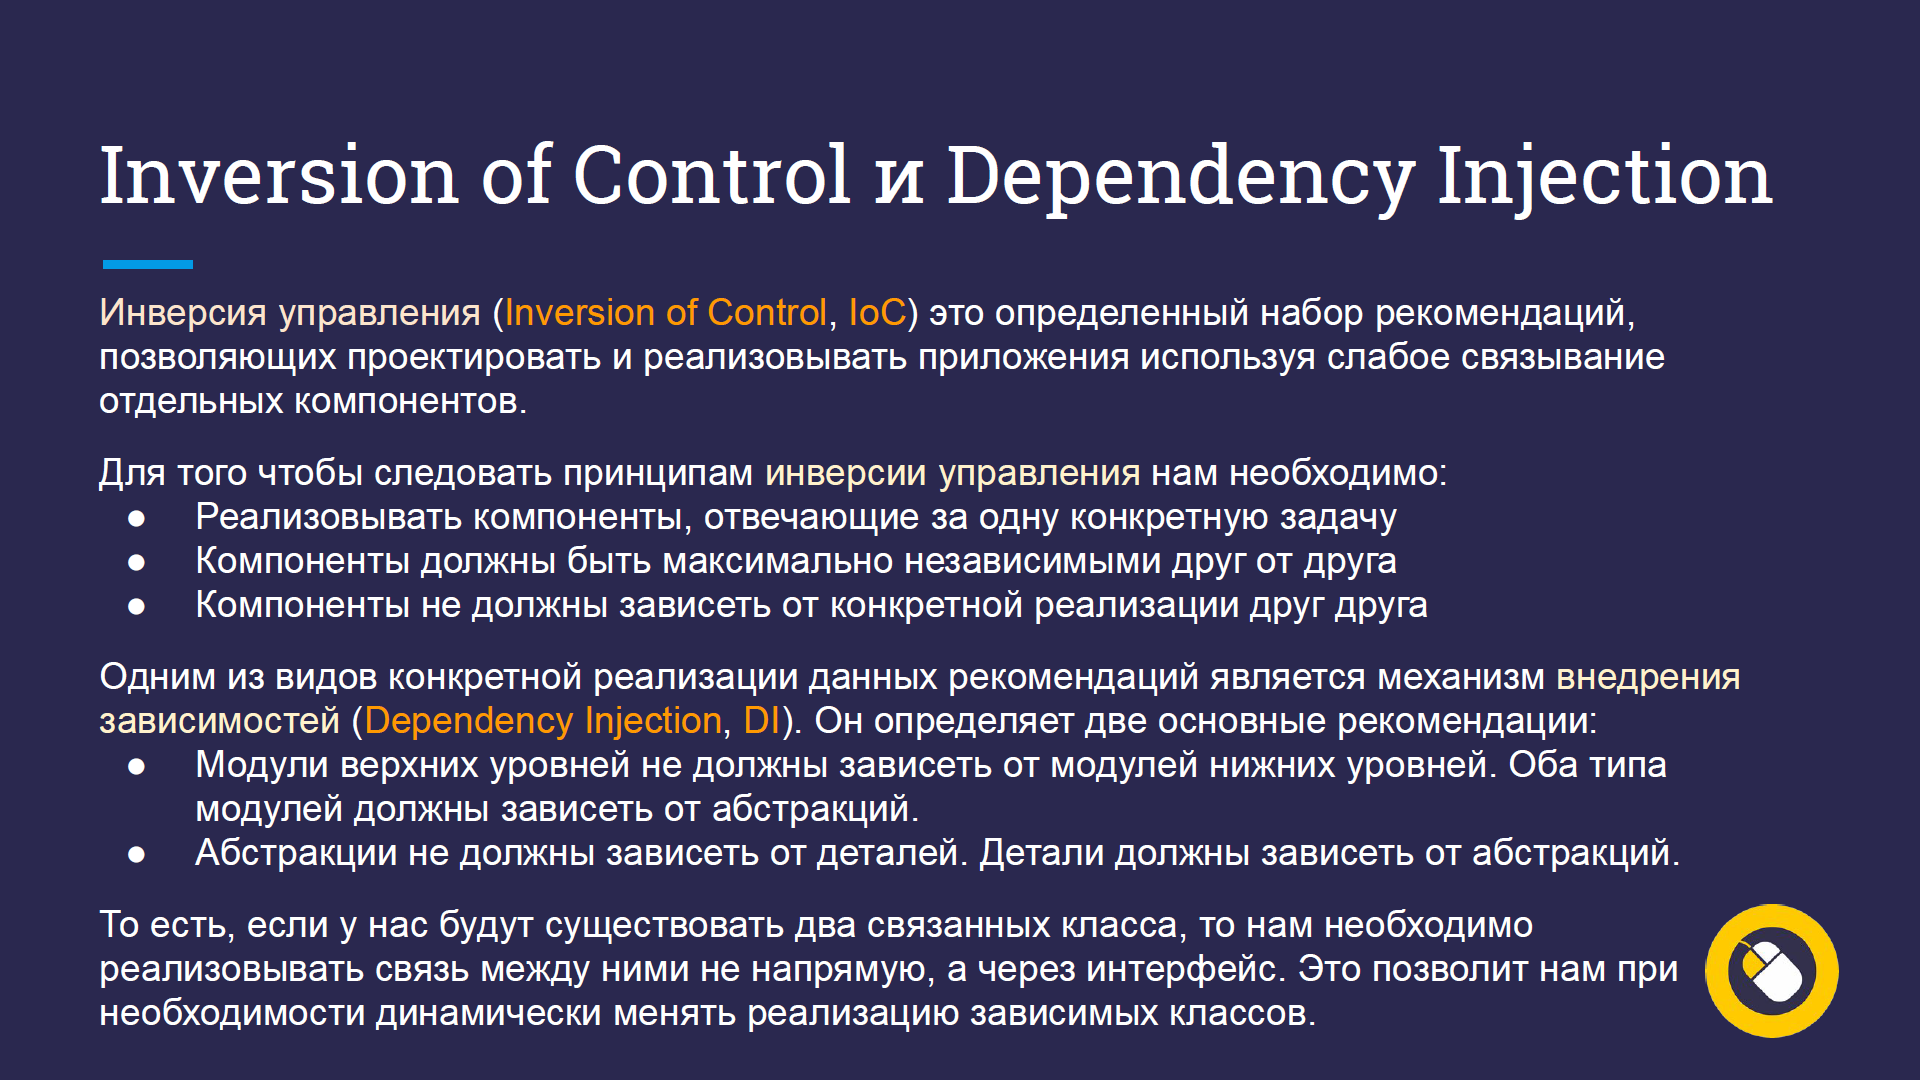 Inversion of Control и Dependency Injection
Инверсия управления (Inversion of Control, IoC) это определенный набор рекомендаций,
позволяющих проектировать и реализовывать приложения используя слабое связывание
отдельных компонентов.
Для того чтобы следовать принципам инверсии управления нам необходимо:
● Реализовывать компоненты, отвечающие за одну конкретную задачу
● Компоненты должны быть максимально независимыми друг от друга
● Компоненты не должны зависеть от конкретной реализации друг друга
Одним из видов конкретной реализации данных рекомендаций является механизм внедрения
зависимостей (Dependency Injection, DI). Он определяет две основные рекомендации:
● Модули верхних уровней не должны зависеть от модулей нижних уровней. Оба типа
модулей должны зависеть от абстракций.
● Абстракции не должны зависеть от деталей. Детали должны зависеть от абстракций.
То есть, если у нас будут существовать два связанных класса, то нам необходимо
реализовывать связь между ними не напрямую, а через интерфейс. Это позволит нам при
необходимости динамически менять реализацию зависимых классов.